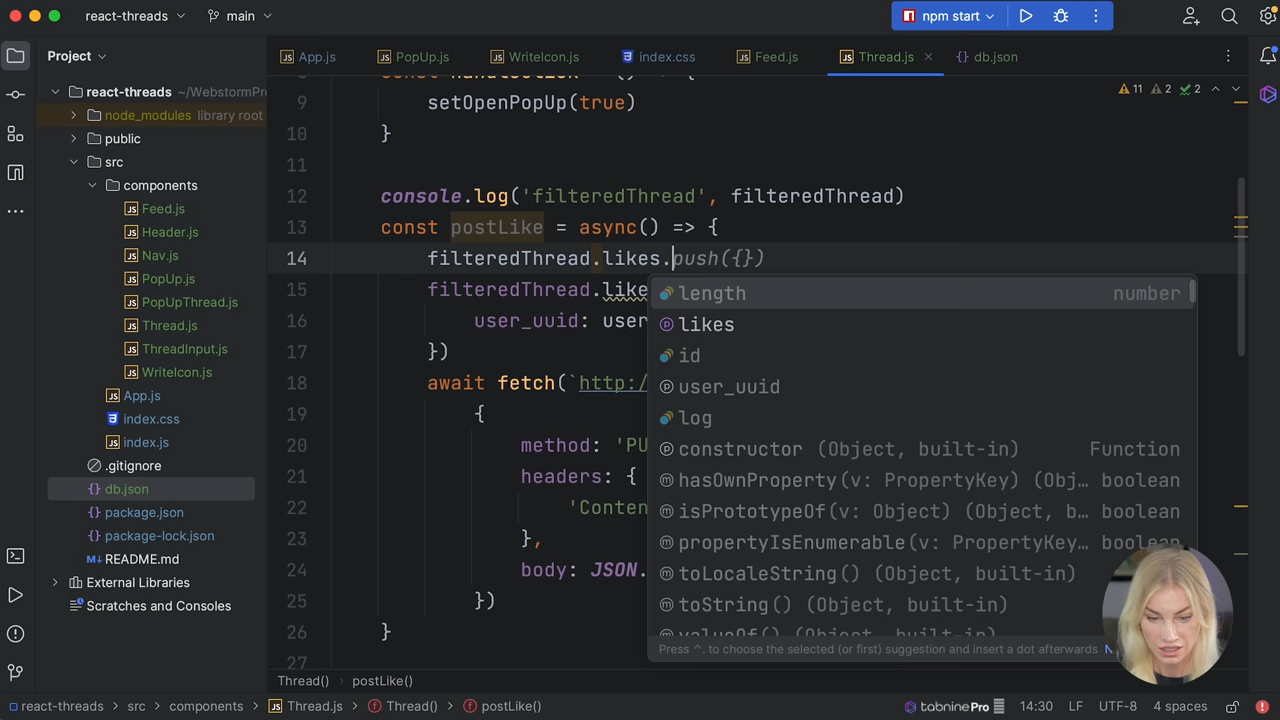 react-threads
main
npm start
Project
App.js
PopUp.js
WriteIcon.js
index.css
Feed.js
Thread.js
db.json
react-threads ~/WebstormPro
node_modules library root
public
src
components
Feed.js
Header.js
Nav.js
PopUp.js
PopUpThread.js
Thread.js
ThreadInput.js
WriteIcon.js
App.js
index.css
index.js
.gitignore
db.json
package.json
package-lock.json
README.md
External Libraries
Scratches and Consoles
11 2 2
9 setOpenPopUp(true)
10 }
11
12 console.log('filteredThread', filteredThread)
13 const postLike = async() => {
14 filteredThread.likes.push({})
15 filteredThread.like
16 user_uuid: user
17 })
18 await fetch(`http:/
19 {
20 method: 'PU
21 headers: {
22 'Conten
23 },
24 body: JSON.
25 })
26 }
27
length number
likes
id
user_uuid
log
constructor (Object, built-in) Function
hasOwnProperty(v: PropertyKey) (Obj… boolean
isPrototypeOf(v: Object) (Object, b… boolean
propertyIsEnumerable(v: PropertyKey… boolean
toLocaleString() (Object, built-in)
toString() (Object, built-in)
valueOf() (Object, built-in)
Press ^. to choose the selected (or first) suggestion and insert a dot afterwards
Thread() postLike()
react-threads src components Thread.js Thread() postLike()
tabnine Pro 14:30 LF UTF-8 4 spaces